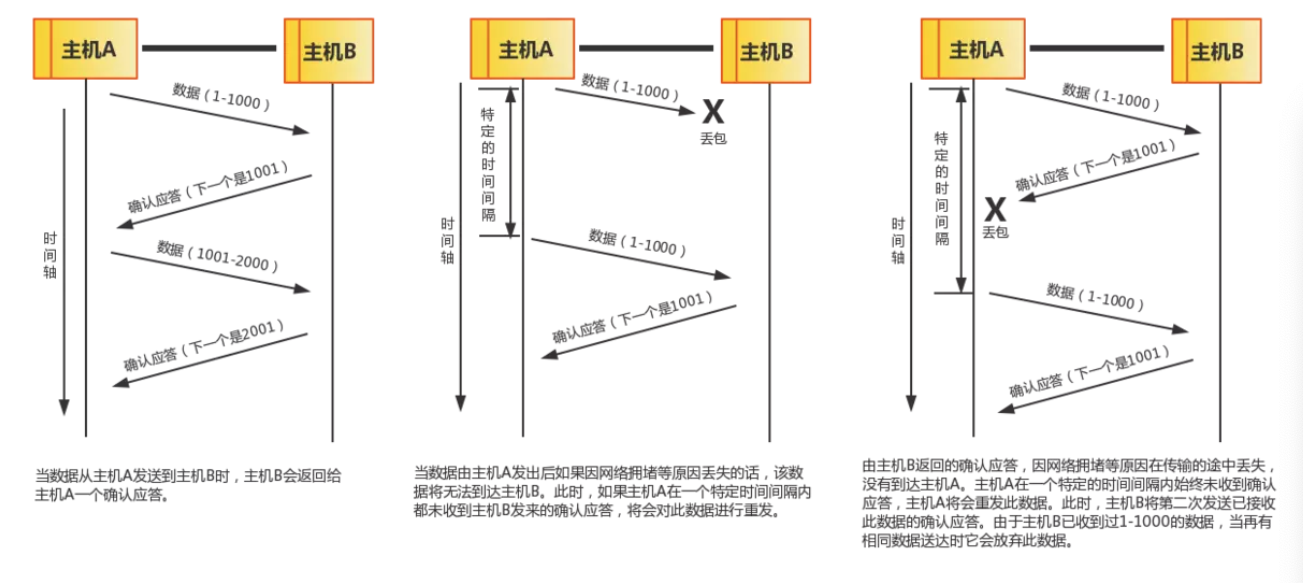 主机A
主机B
数据（1-1000）
确认应答（下一个是1001）
数据（1001-2000）
确认应答（下一个是2001）
时间轴
当数据从主机A发送到主机B时，主机B会返回给
主机A一个确认应答。
主机A
主机B
数据（1-1000）
X
丢包
特定的时间间隔
数据（1-1000）
确认应答（下一个是1001）
时间轴
当数据由主机A发出后如果因网络拥堵等原因丢失的话，该数
据将无法到达主机B。此时，如果主机A在一个特定时间间隔内
都未收到主机B发来的确认应答，将会对此数据进行重发。
主机A
主机B
数据（1-1000）
确认应答（下一个是1001）
特定的时间间隔
X
丢包
时间轴
数据（1-1000）
确认应答（下一个是1001）
由主机B返回的确认应答，因网络拥堵等原因在传输的途中丢失，
没有到达主机A。主机A在一个特定的时间间隔内始终未收到确认
应答，主机A将会重发此数据。此时，主机B将第二次发送已接收
此数据的确认应答。由于主机B已收到过1-1000的数据，当再有
相同数据送达时它会放弃此数据。